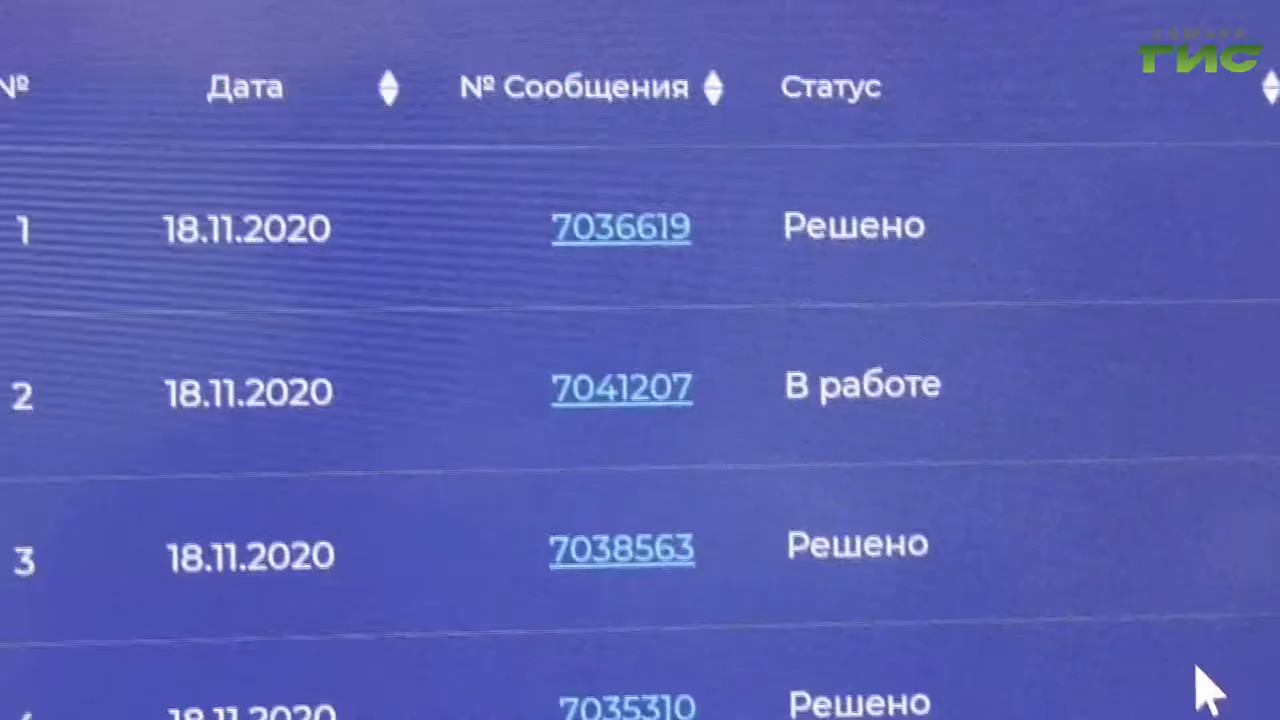 САМАРА
ГИС
№ Дата № Сообщения Статус
1 18.11.2020 7036619 Решено
2 18.11.2020 7041207 В работе
3 18.11.2020 7038563 Решено
18.11.2020 7035310 Решено